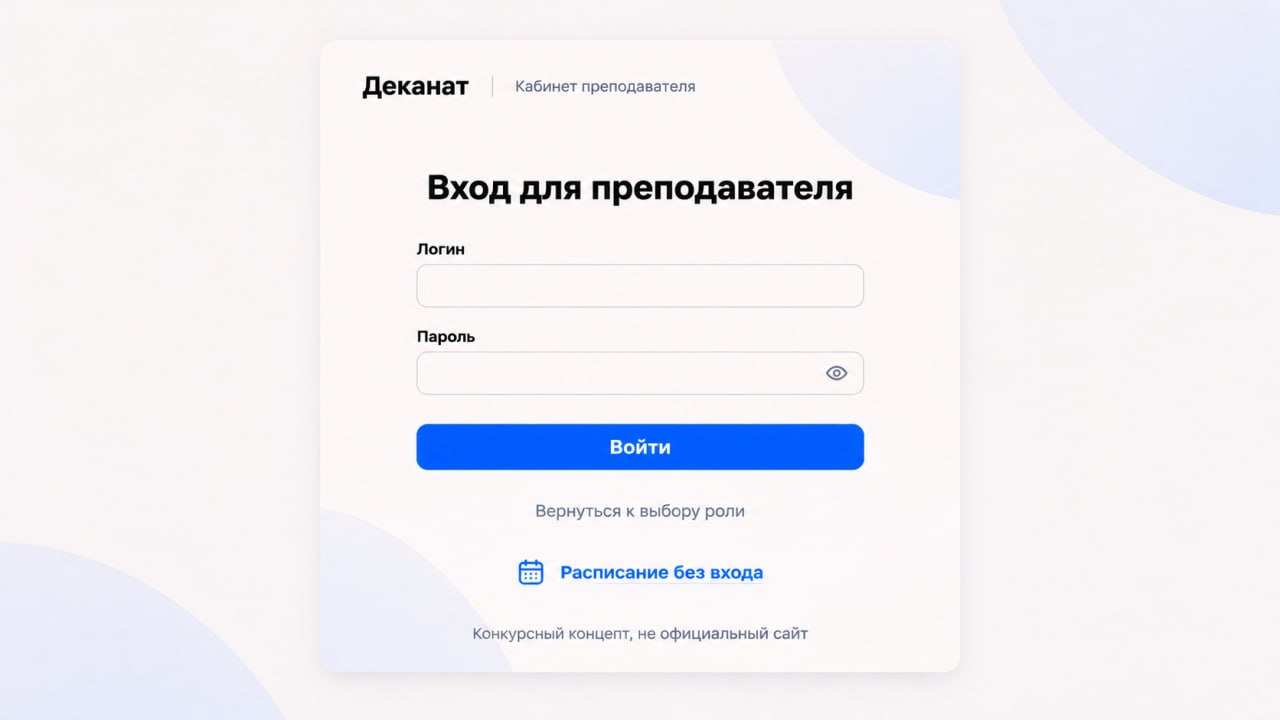 Деканат
Кабинет преподавателя
Вход для преподавателя
Логин
Пароль
Войти
Вернуться к выбору роли
Расписание без входа
Конкурсный концепт, не официальный сайт